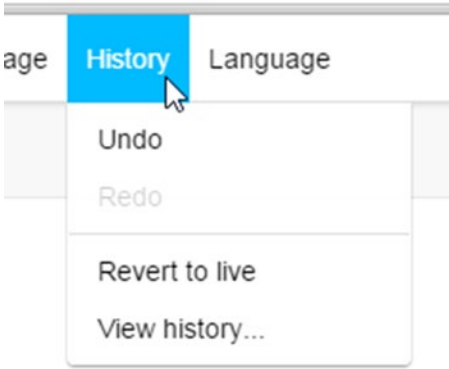 age History Language
Undo
Redo
Revert to live
View history...